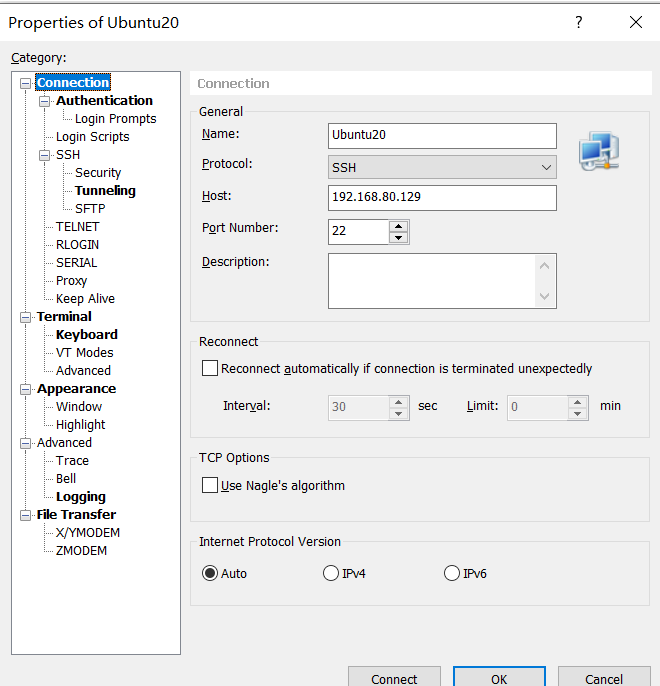 Properties of Ubuntu20
?
Category:
Connection
Authentication
Login Prompts
Login Scripts
SSH
Security
Tunneling
SFTP
TELNET
RLOGIN
SERIAL
Proxy
Keep Alive
Terminal
Keyboard
VT Modes
Advanced
Appearance
Window
Highlight
Advanced
Trace
Bell
Logging
File Transfer
X/YMODEM
ZMODEM
Connection
General
Name: Ubuntu20
Protocol: SSH
Host: 192.168.80.129
Port Number: 22
Description:
Reconnect
Reconnect automatically if connection is terminated unexpectedly
Interval: 30 sec Limit: 0 min
TCP Options
Use Nagle's algorithm
Internet Protocol Version
Auto IPv4 IPv6
Connect OK Cancel